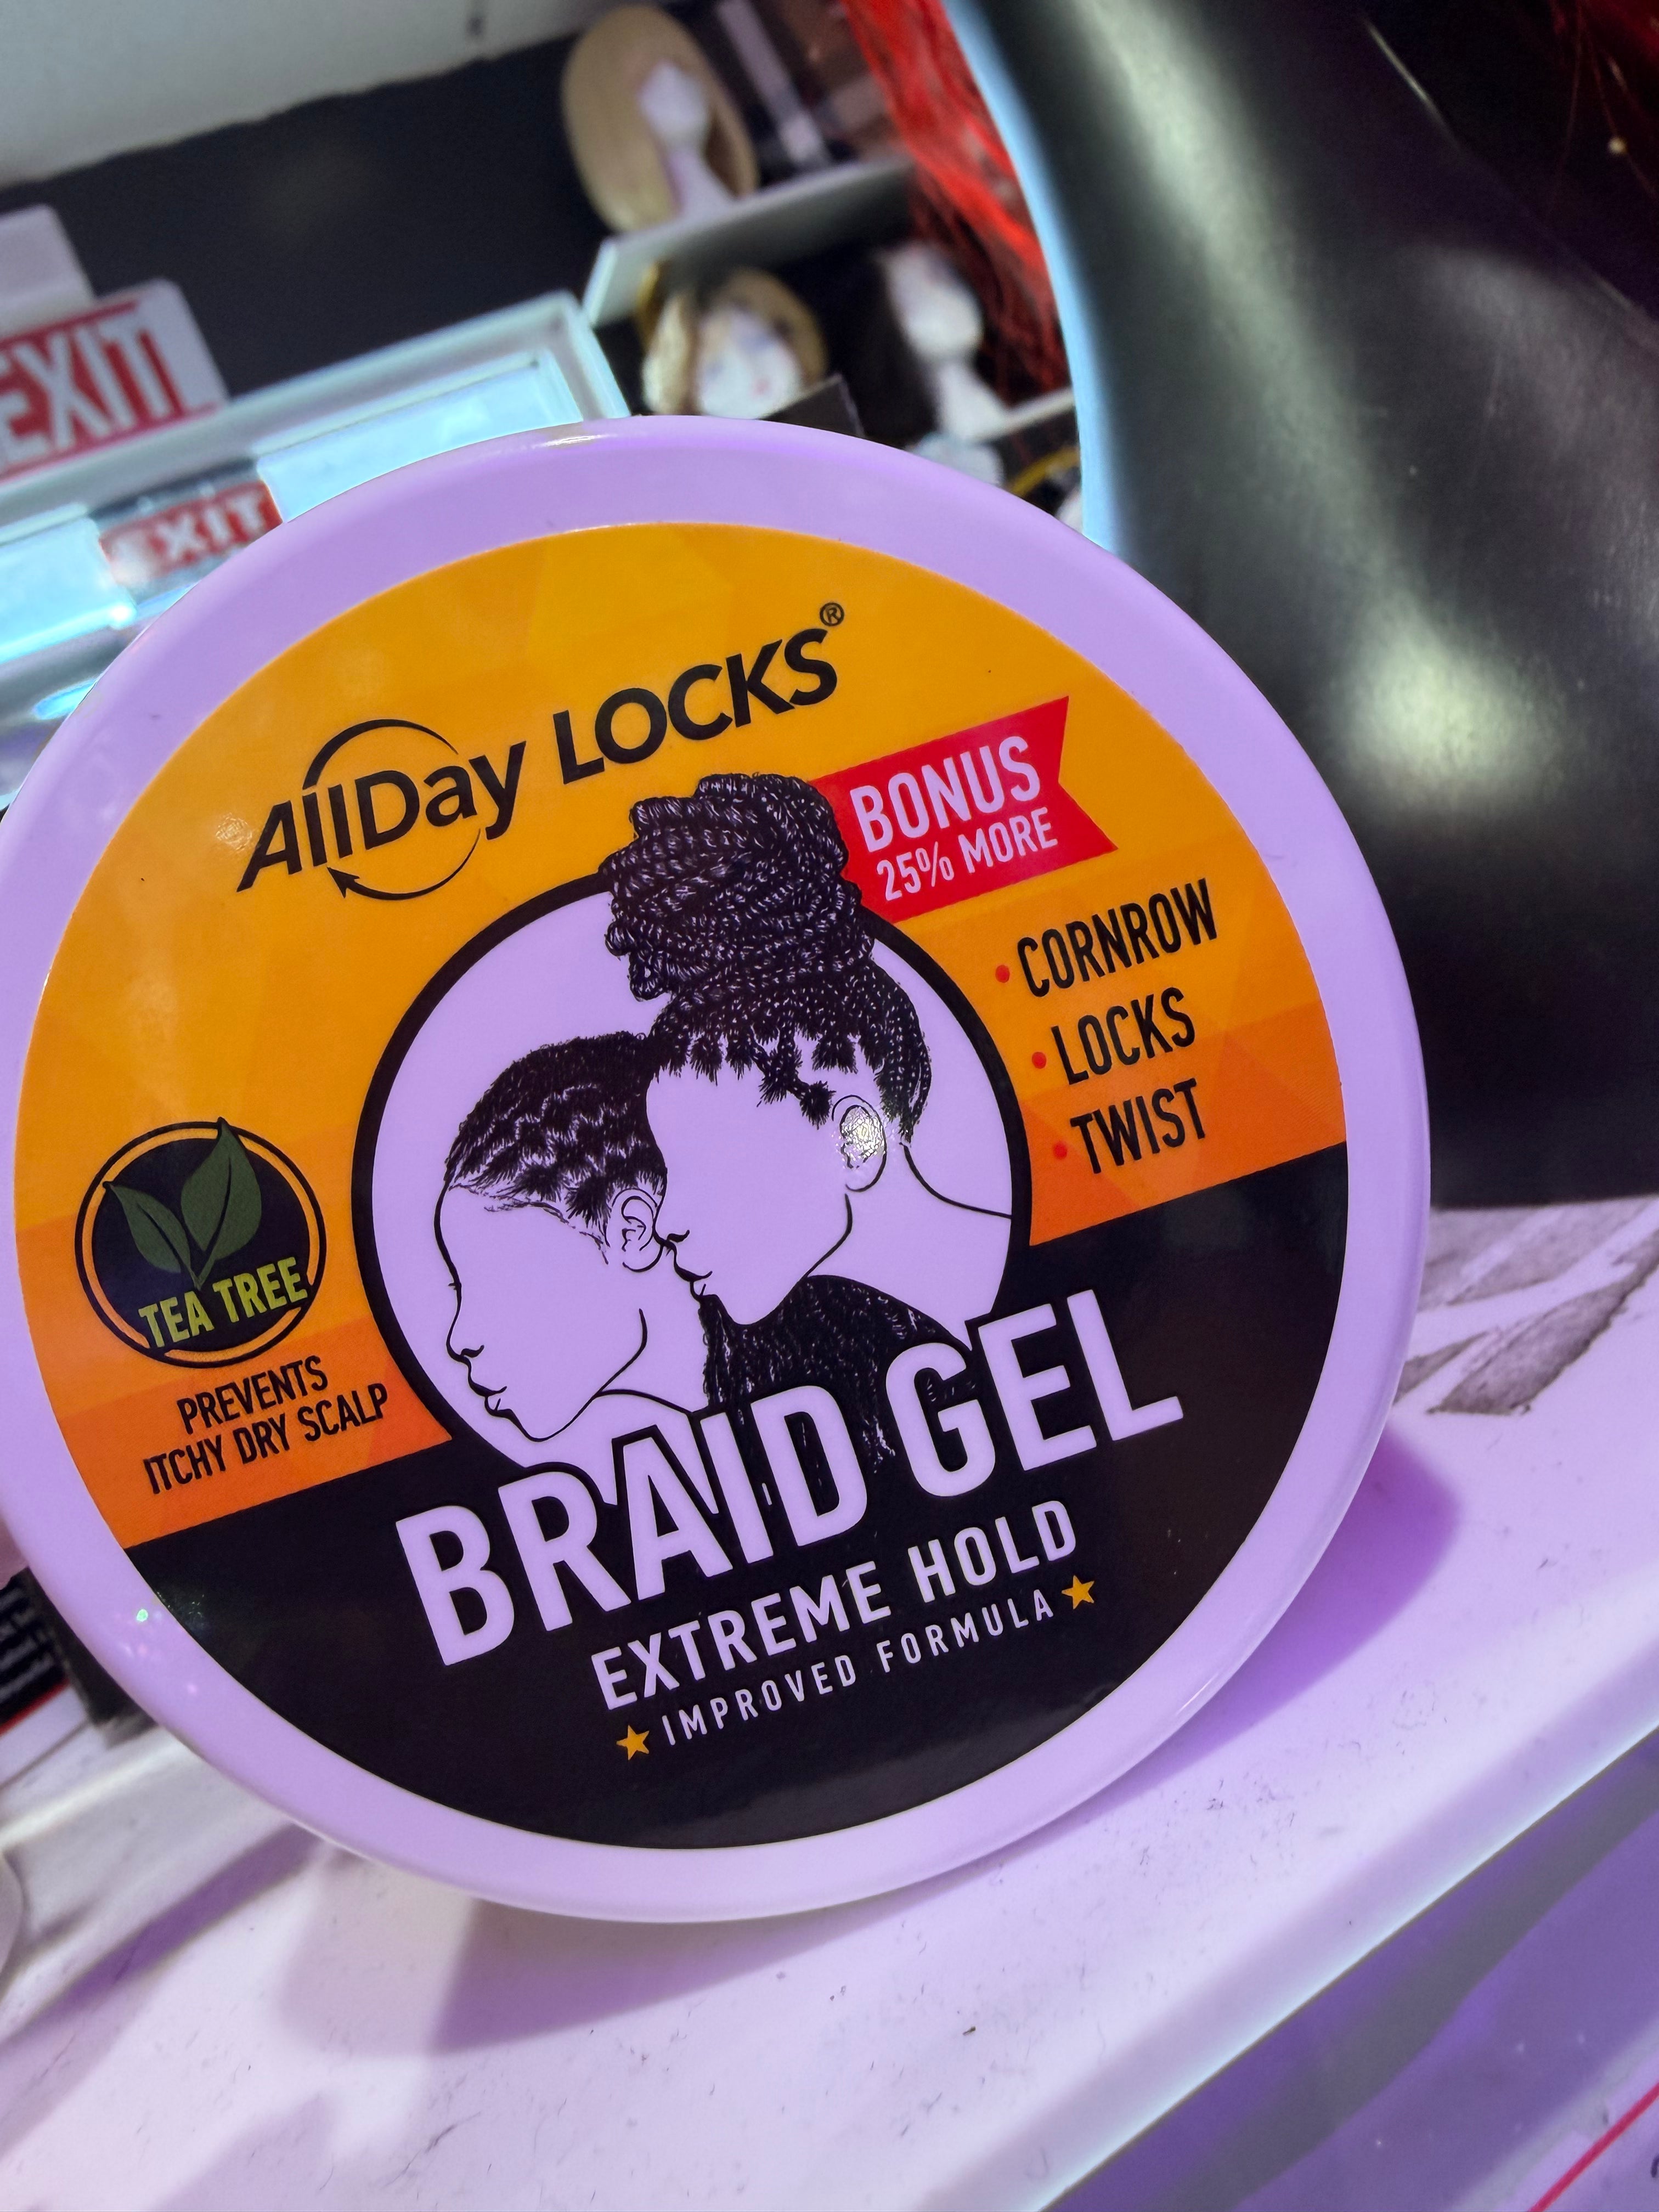 EXIT
EXIT
AllDay LOCKS®
BONUS
25% MORE
• CORNROW
• LOCKS
• TWIST
TEA TREE
PREVENTS
ITCHY DRY SCALP
BRAID GEL
EXTREME HOLD
IMPROVED FORMULA